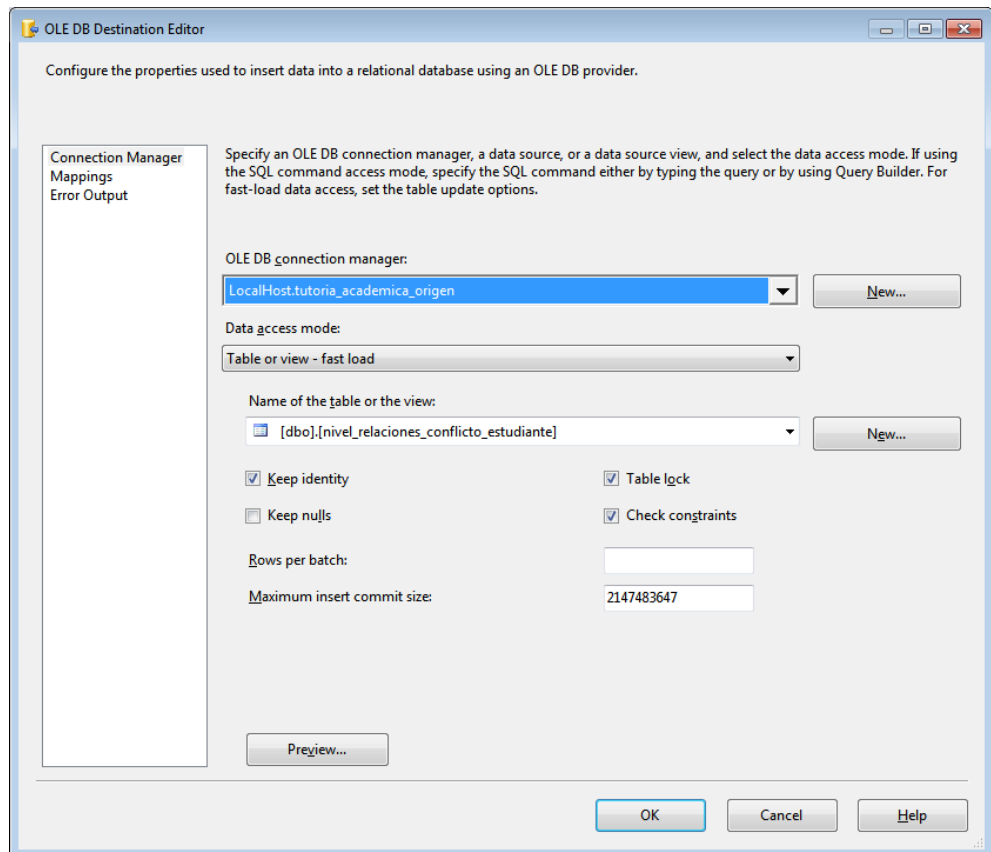 OLE DB Destination Editor
Configure the properties used to insert data into a relational database using an OLE DB provider.
Connection Manager
Mappings
Error Output
Specify an OLE DB connection manager, a data source, or a data source view, and select the data access mode. If using
the SQL command access mode, specify the SQL command either by typing the query or by using Query Builder. For
fast-load data access, set the table update options.
OLE DB connection manager:
LocalHost.tutoria_academica_origen
New...
Data access mode:
Table or view - fast load
Name of the table or the view:
[dbo].[nivel_relaciones_conflicto_estudiante]
New...
Keep identity
Table lock
Keep nulls
Check constraints
Rows per batch:
Maximum insert commit size:
2147483647
Preview...
OK
Cancel
Help